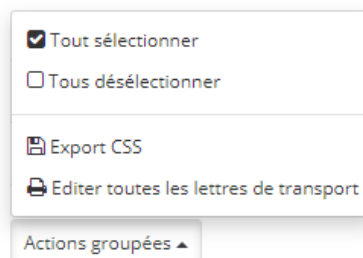 Tout sélectionner
Tous désélectionner
Export CSS
Editer toutes les lettres de transport
Actions groupées